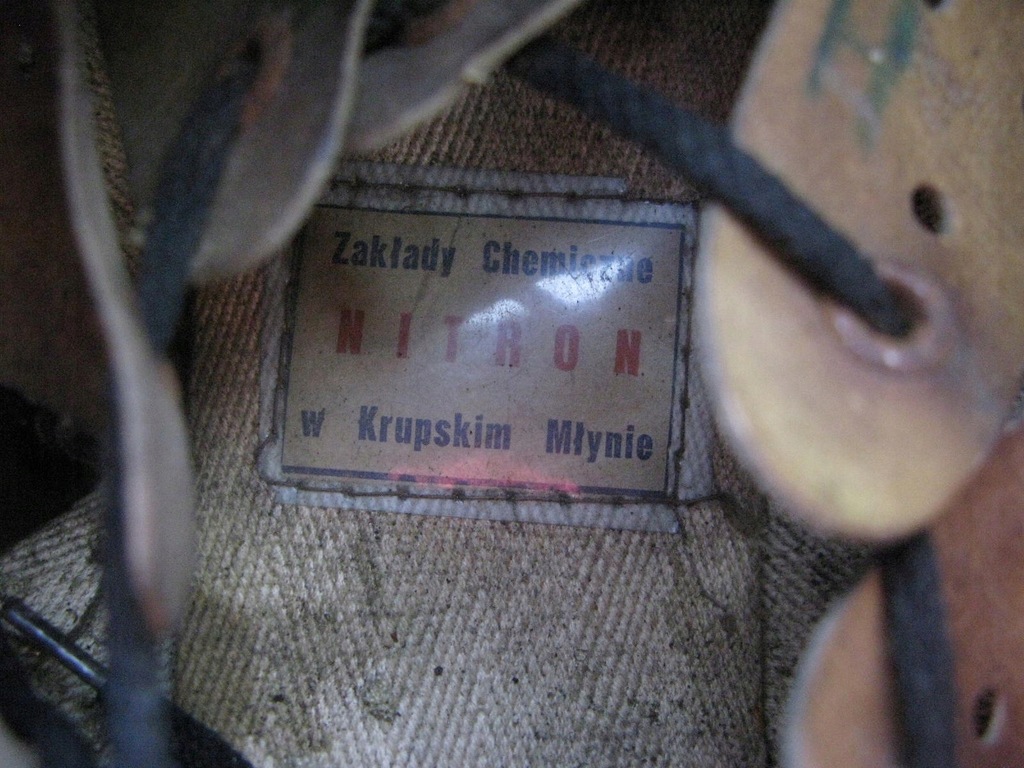 Zakłady Chemiczne
NITRON
w Krupskim Młynie